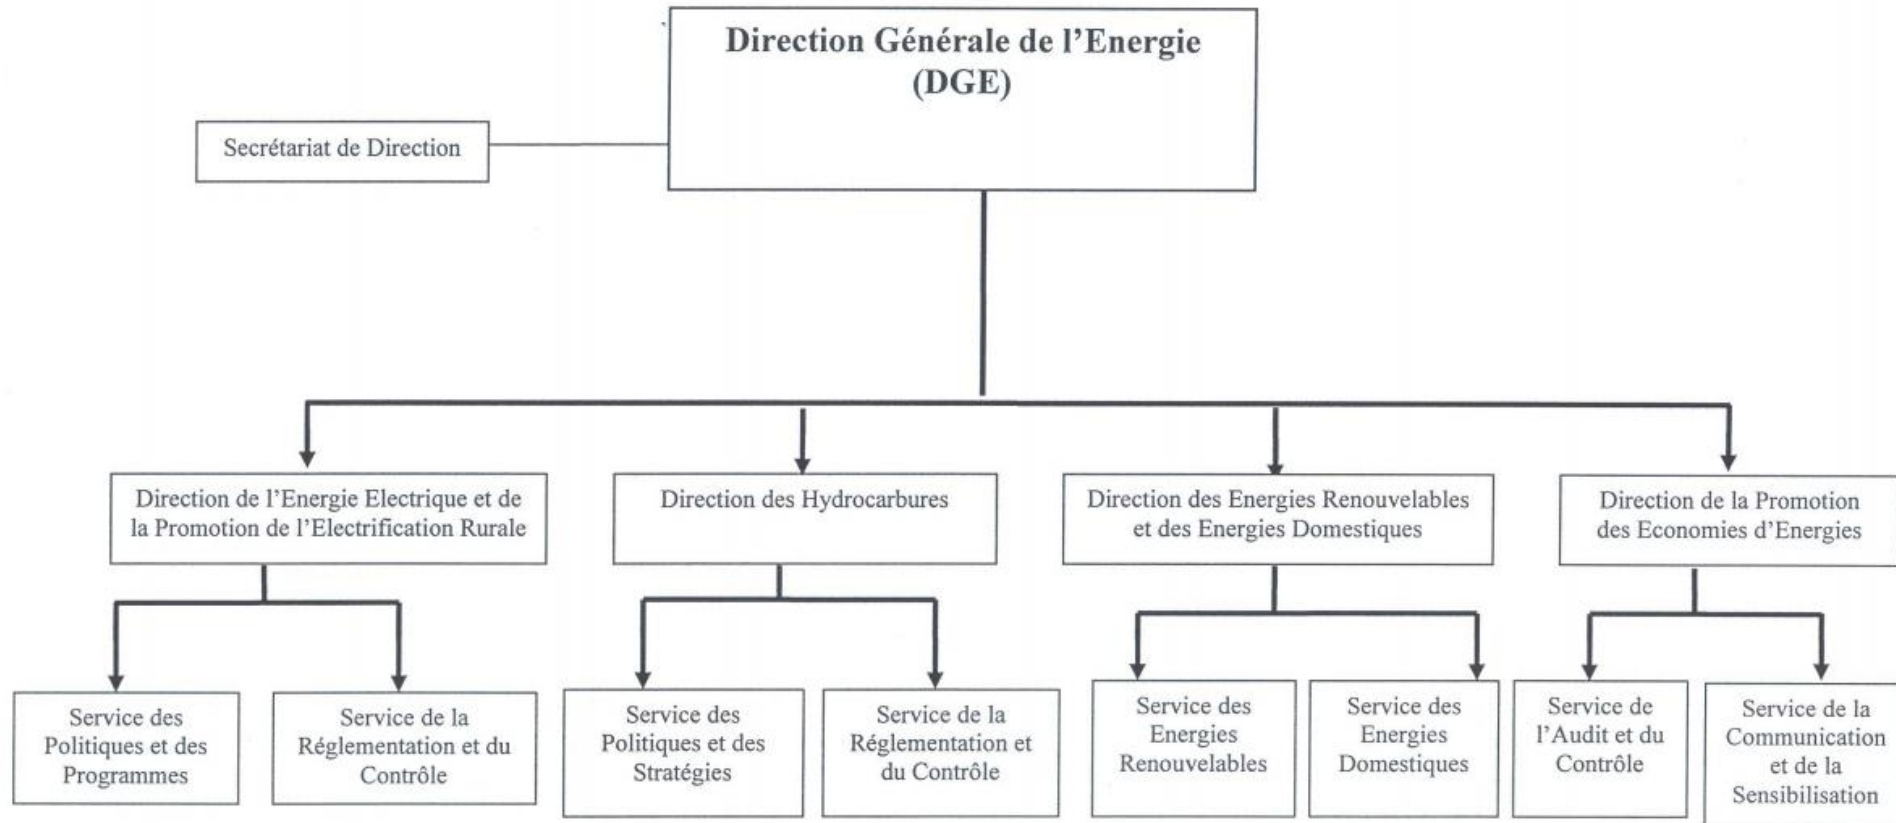 Direction Générale de l'Energie
(DGE)
Secrétariat de Direction
Direction de l'Energie Electrique et de
la Promotion de l'Electrification Rurale
Direction des Hydrocarbures
Direction des Energies Renouvelables
et des Energies Domestiques
Direction de la Promotion
des Economies d'Energies
Service des
Politiques et des
Programmes
Service de la
Réglementation et du
Contrôle
Service des
Politiques et des
Stratégies
Service de la
Réglementation et
du Contrôle
Service des
Energies
Renouvelables
Service des
Energies
Domestiques
Service de
l'Audit et du
Contrôle
Service de la
Communication
et de la
Sensibilisation